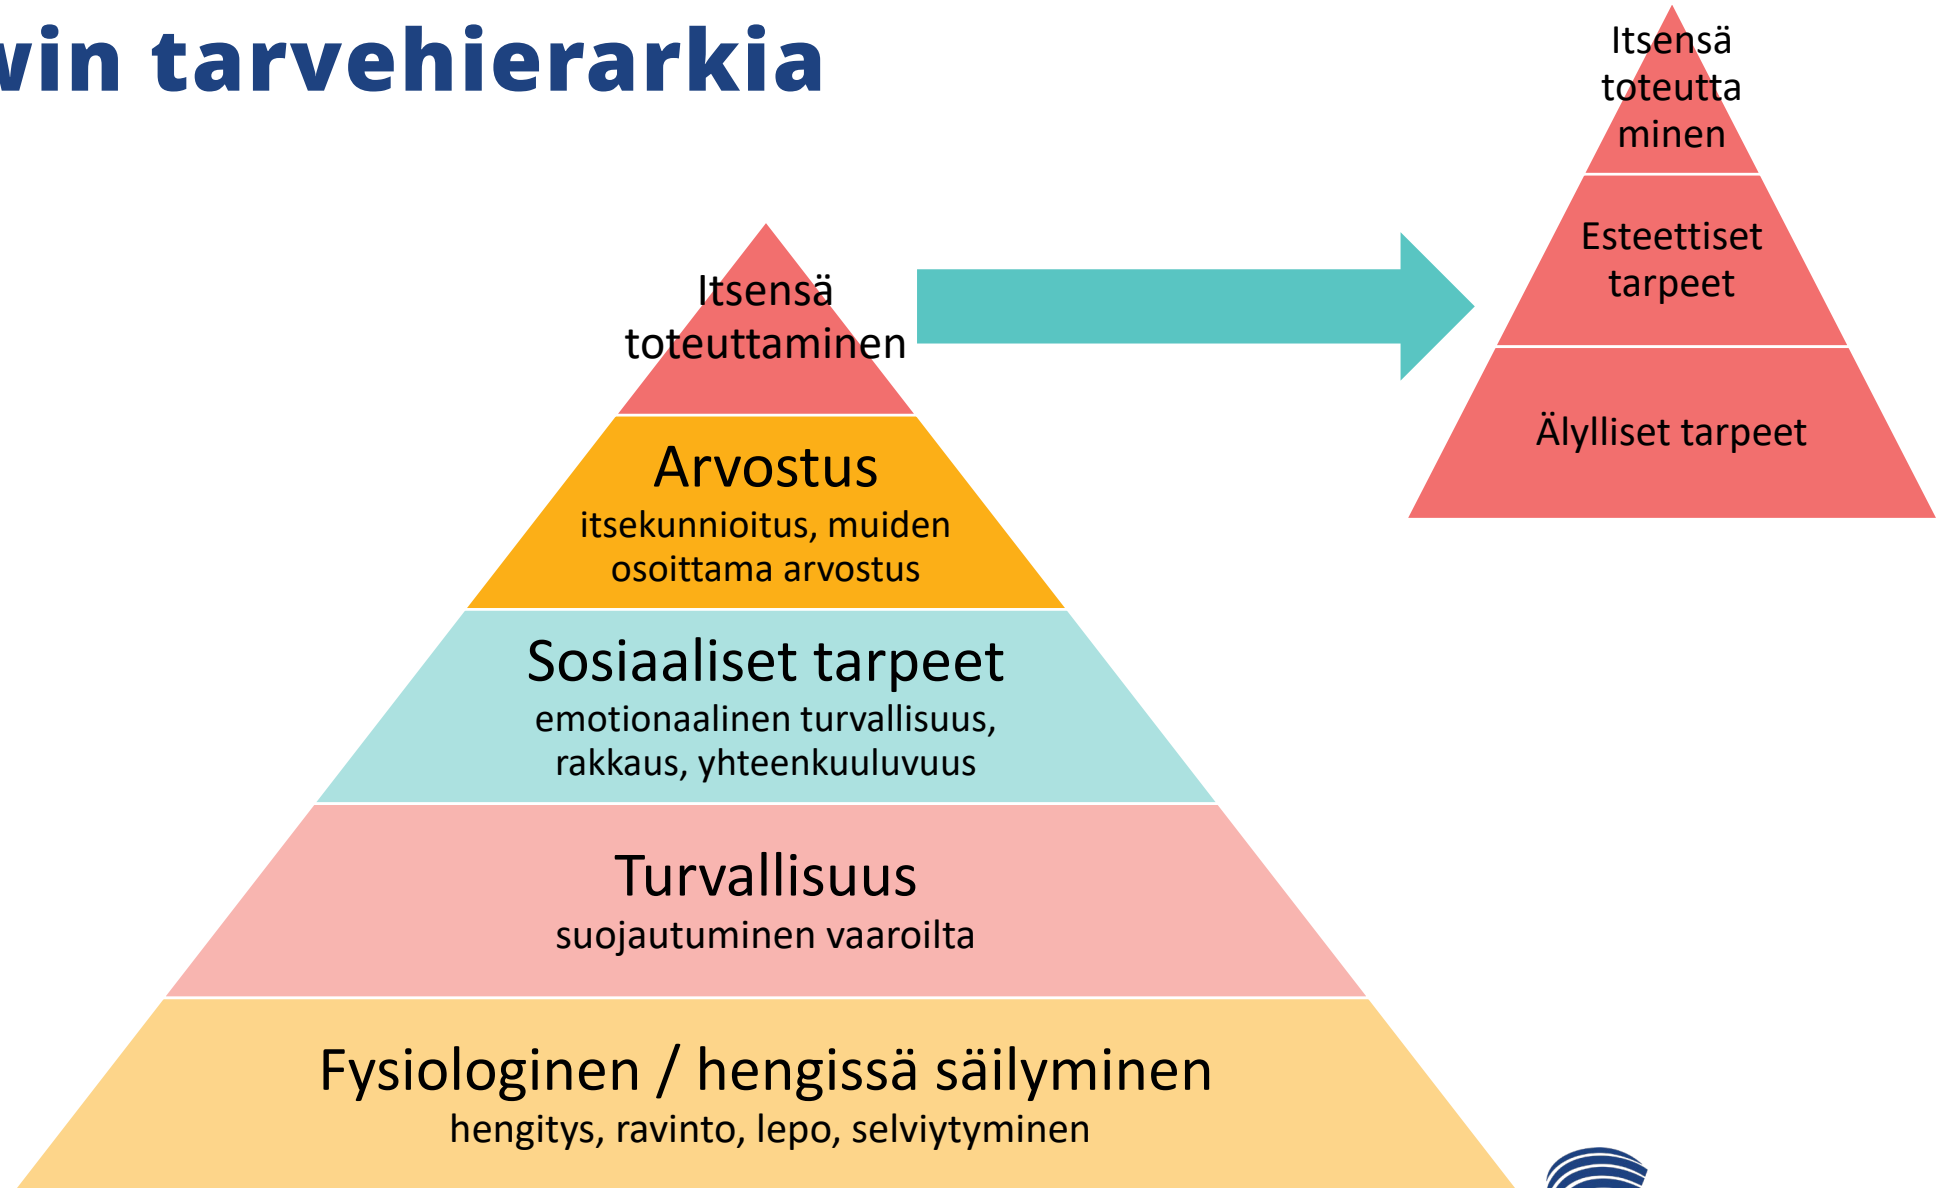 win tarvehierarkia
Itsensä
toteuttaminen
Arvostus
itsekunnioitus, muiden
osoittama arvostus
Sosiaaliset tarpeet
emotionaalinen turvallisuus,
rakkaus, yhteenkuuluvuus
Turvallisuus
suojautuminen vaaroilta
Fysiologinen / hengissä säilyminen
hengitys, ravinto, lepo, selviytyminen
Itsensä
toteutta
minen
Esteettiset
tarpeet
Älylliset tarpeet